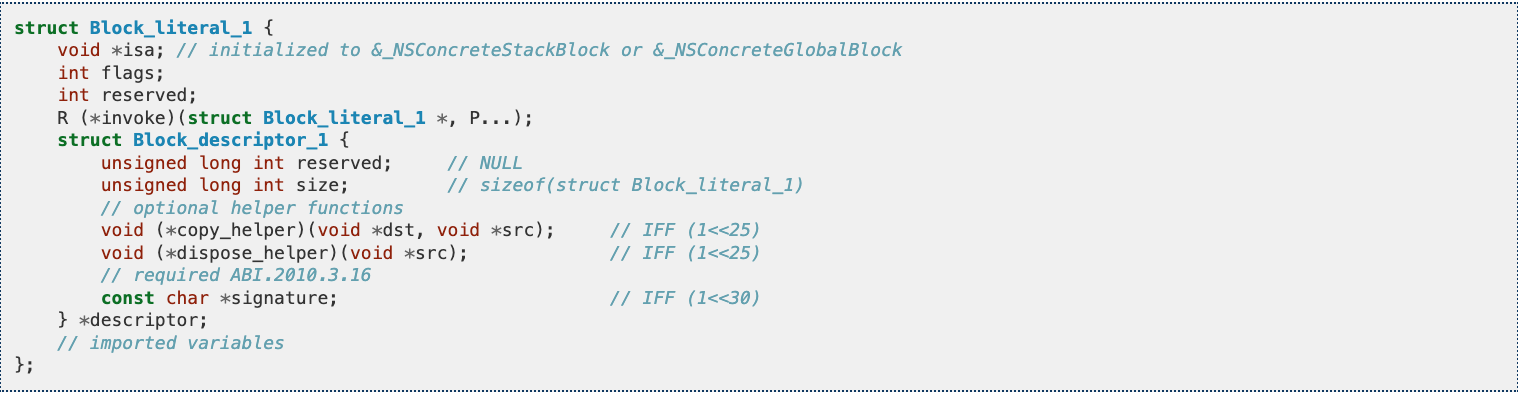 struct Block_literal_1 {
    void *isa; // initialized to &_NSConcreteStackBlock or &_NSConcreteGlobalBlock
    int flags;
    int reserved;
    R (*invoke)(struct Block_literal_1 *, P...);
    struct Block_descriptor_1 {
        unsigned long int reserved;     // NULL
        unsigned long int size;         // sizeof(struct Block_literal_1)
        // optional helper functions
        void (*copy_helper)(void *dst, void *src);     // IFF (1<<25)
        void (*dispose_helper)(void *src);             // IFF (1<<25)
        // required ABI.2010.3.16
        const char *signature;                         // IFF (1<<30)
    } *descriptor;
    // imported variables
};